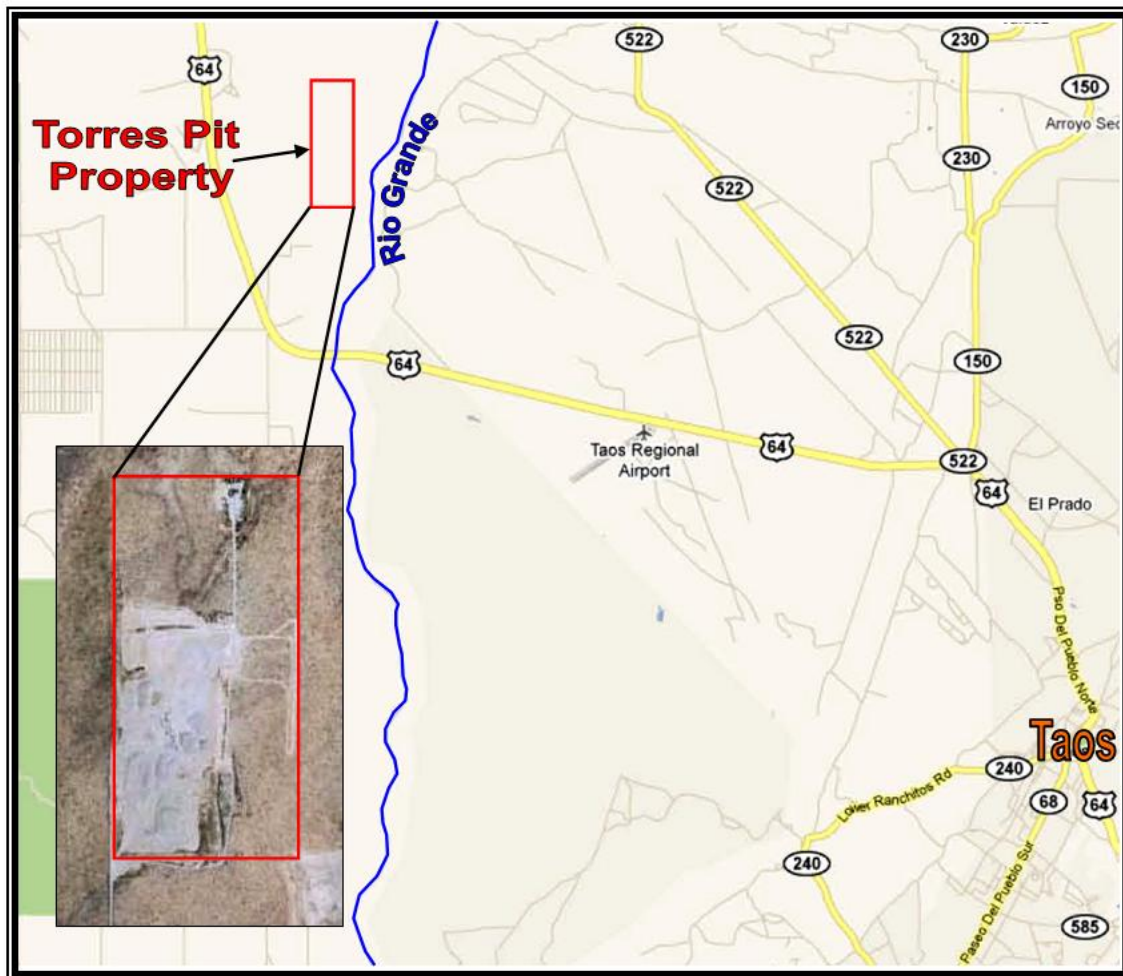 522
230
64
150
Torres Pit
Property
Arroyo Sec
230
522
Rio Grande
522
150
64
Taos Regional
Airport
64
522
64
El Prado
Pso Del Pueblo Norte
Taos
240
Lower Ranchitos Rd
68
64
240
Paseo Del Pueblo Sur
585